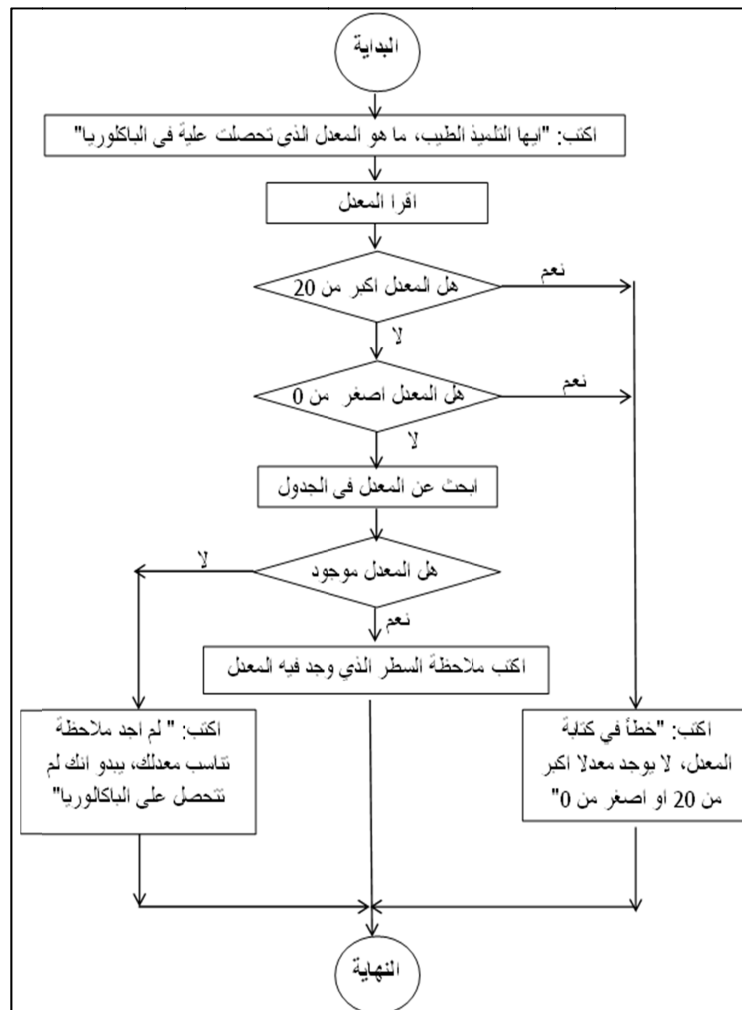 البداية
اكتب: "ايها التلميذ الطيب، ما هو المعدل الذي تحصلت علية في الباكلوريا"
اقرا المعدل
هل المعدل اكبر من 20
نعم
لا
هل المعدل اصغر من 0
نعم
لا
ابحث عن المعدل في الجدول
هل المعدل موجود
لا
نعم
اكتب ملاحظة السطر الذي وجد فيه المعدل
اكتب: "خطأ في كتابة
المعدل، لا يوجد معدلا اكبر
من 20 او اصغر من 0"
اكتب: " لم اجد ملاحظة
تتاسب معدلك، يبدو انك لم
تتحصل على الباكالوريا"
النهاية